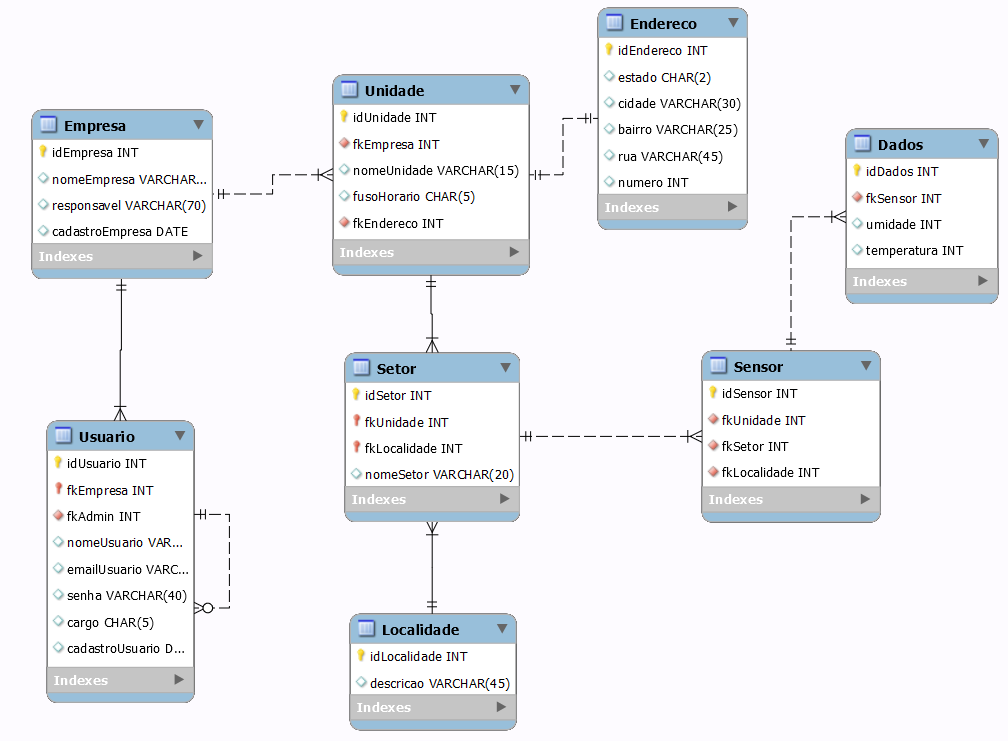 Empresa
idEmpresa INT
nomeEmpresa VARCHAR...
responsavel VARCHAR(70)
cadastroEmpresa DATE
Indexes
Unidade
idUnidade INT
fkEmpresa INT
nomeUnidade VARCHAR(15)
fusoHorario CHAR(5)
fkEndereco INT
Indexes
Endereco
idEndereco INT
estado CHAR(2)
cidade VARCHAR(30)
bairro VARCHAR(25)
rua VARCHAR(45)
numero INT
Indexes
Dados
idDados INT
fkSensor INT
umidade INT
temperatura INT
Indexes
Usuario
idUsuario INT
fkEmpresa INT
fkAdmin INT
nomeUsuario VAR...
emailUsuario VARC...
senha VARCHAR(40)
cargo CHAR(5)
cadastroUsuario D...
Indexes
Setor
idSetor INT
fkUnidade INT
fkLocalidade INT
nomeSetor VARCHAR(20)
Indexes
Sensor
idSensor INT
fkUnidade INT
fkSetor INT
fkLocalidade INT
Indexes
Localidade
idLocalidade INT
descricao VARCHAR(45)
Indexes